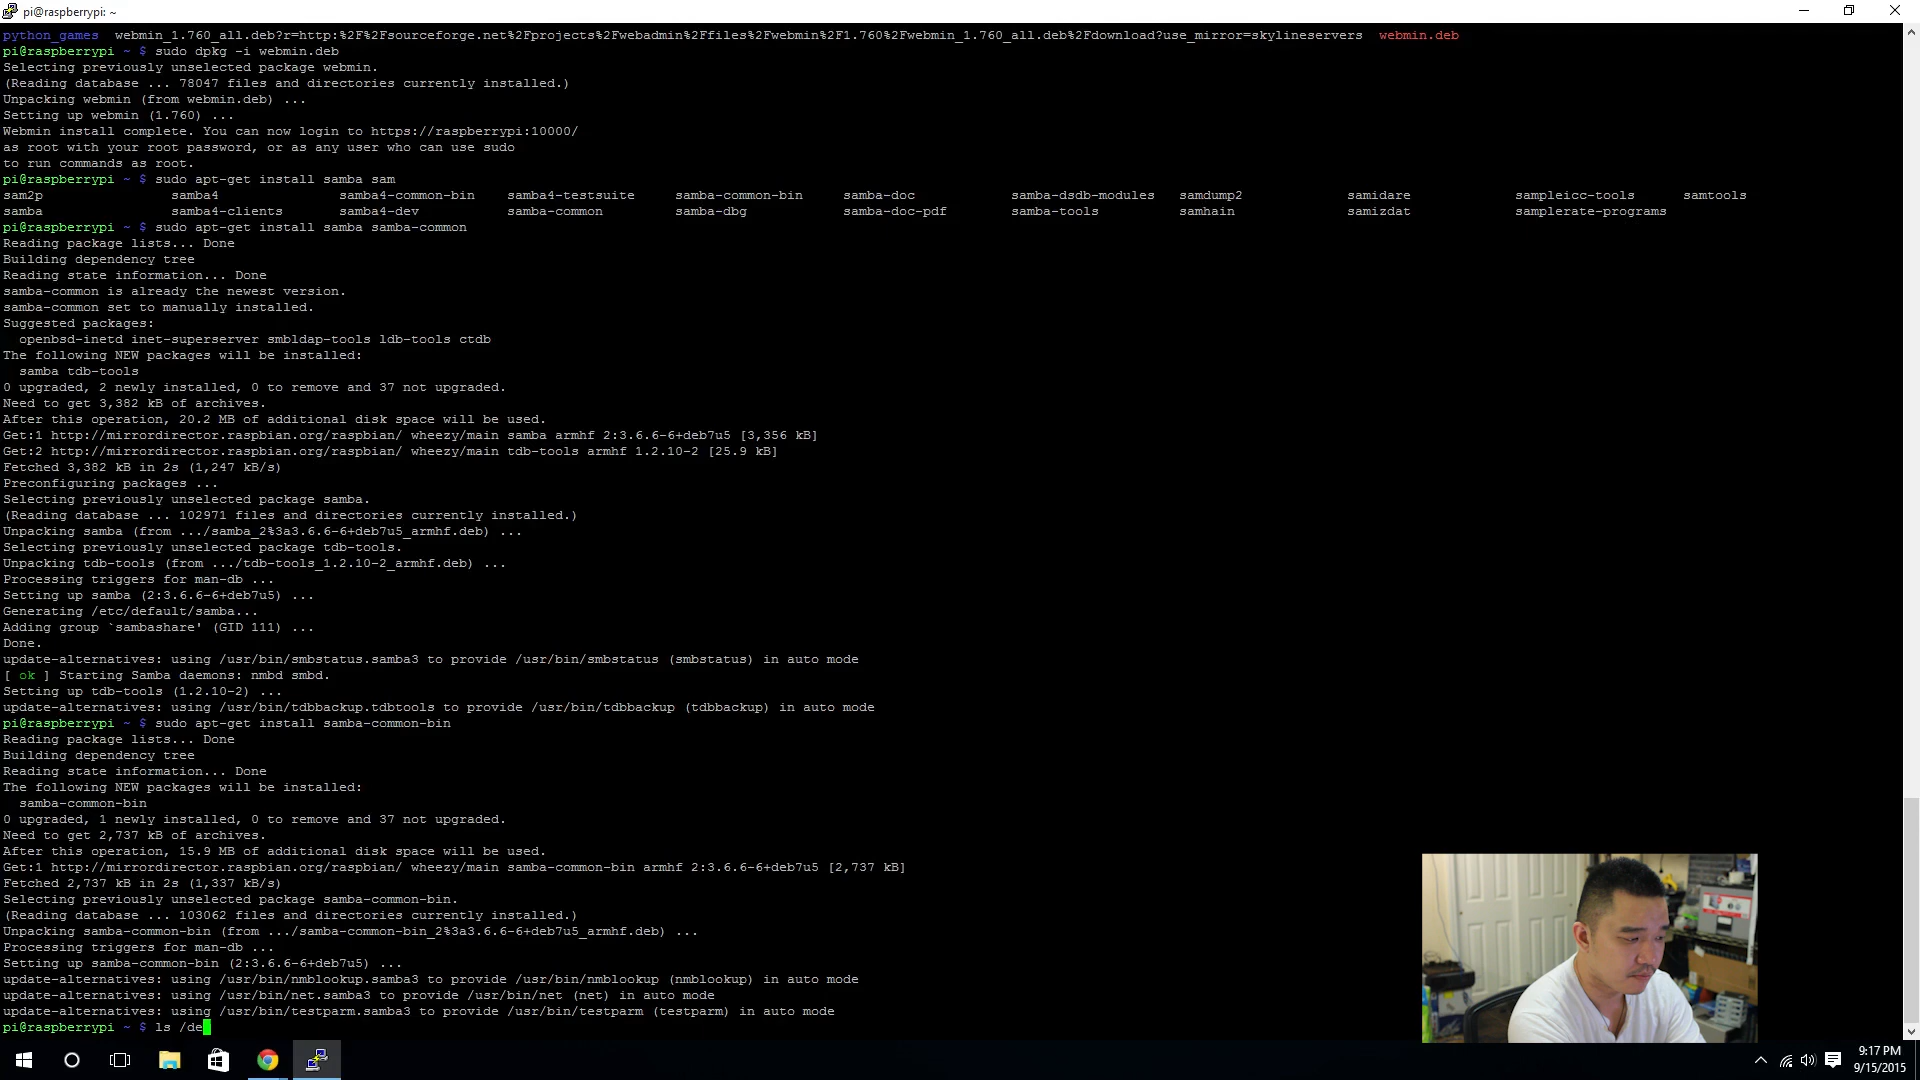 pi@raspberrypi: ~
python_games  webmin_1.760_all.deb?r=http:%2F%2Fsourceforge.net%2Fprojects%2Fwebadmin%2Ffiles%2Fwebmin%2F1.760%2Fwebmin_1.760_all.deb%2Fdownload?use_mirror=skylineservers  webmin.deb
pi@raspberrypi ~ $ sudo dpkg -i webmin.deb
Selecting previously unselected package webmin.
(Reading database ... 78047 files and directories currently installed.)
Unpacking webmin (from webmin.deb) ...
Setting up webmin (1.760) ...
Webmin install complete. You can now login to https://raspberrypi:10000/
as root with your root password, or as any user who can use sudo
to run commands as root.
pi@raspberrypi ~ $ sudo apt-get install samba sam
sam2p samba4 samba4-common-bin samba4-testsuite samba-common-bin samba-doc samba-dsdb-modules samdump2 samidare sampleicc-tools samtools
samba samba4-clients samba4-dev samba-common samba-dbg samba-doc-pdf samba-tools samhain samizdat samplerate-programs
pi@raspberrypi ~ $ sudo apt-get install samba samba-common
Reading package lists... Done
Building dependency tree
Reading state information... Done
samba-common is already the newest version.
samba-common set to manually installed.
Suggested packages:
  openbsd-inetd inet-superserver smbldap-tools ldb-tools ctdb
The following NEW packages will be installed:
  samba tdb-tools
0 upgraded, 2 newly installed, 0 to remove and 37 not upgraded.
Need to get 3,382 kB of archives.
After this operation, 20.2 MB of additional disk space will be used.
Get:1 http://mirrordirector.raspbian.org/raspbian/ wheezy/main samba armhf 2:3.6.6-6+deb7u5 [3,356 kB]
Get:2 http://mirrordirector.raspbian.org/raspbian/ wheezy/main tdb-tools armhf 1.2.10-2 [25.9 kB]
Fetched 3,382 kB in 2s (1,247 kB/s)
Preconfiguring packages ...
Selecting previously unselected package samba.
(Reading database ... 102971 files and directories currently installed.)
Unpacking samba (from .../samba_2%3a3.6.6-6+deb7u5_armhf.deb) ...
Selecting previously unselected package tdb-tools.
Unpacking tdb-tools (from .../tdb-tools_1.2.10-2_armhf.deb) ...
Processing triggers for man-db ...
Setting up samba (2:3.6.6-6+deb7u5) ...
Generating /etc/default/samba...
Adding group `sambashare' (GID 111) ...
Done.
update-alternatives: using /usr/bin/smbstatus.samba3 to provide /usr/bin/smbstatus (smbstatus) in auto mode
[ ok ] Starting Samba daemons: nmbd smbd.
Setting up tdb-tools (1.2.10-2) ...
update-alternatives: using /usr/bin/tdbbackup.tdbtools to provide /usr/bin/tdbbackup (tdbbackup) in auto mode
pi@raspberrypi ~ $ sudo apt-get install samba-common-bin
Reading package lists... Done
Building dependency tree
Reading state information... Done
The following NEW packages will be installed:
  samba-common-bin
0 upgraded, 1 newly installed, 0 to remove and 37 not upgraded.
Need to get 2,737 kB of archives.
After this operation, 15.9 MB of additional disk space will be used.
Get:1 http://mirrordirector.raspbian.org/raspbian/ wheezy/main samba-common-bin armhf 2:3.6.6-6+deb7u5 [2,737 kB]
Fetched 2,737 kB in 2s (1,337 kB/s)
Selecting previously unselected package samba-common-bin.
(Reading database ... 103062 files and directories currently installed.)
Unpacking samba-common-bin (from .../samba-common-bin_2%3a3.6.6-6+deb7u5_armhf.deb) ...
Processing triggers for man-db ...
Setting up samba-common-bin (2:3.6.6-6+deb7u5) ...
update-alternatives: using /usr/bin/nmblookup.samba3 to provide /usr/bin/nmblookup (nmblookup) in auto mode
update-alternatives: using /usr/bin/net.samba3 to provide /usr/bin/net (net) in auto mode
update-alternatives: using /usr/bin/testparm.samba3 to provide /usr/bin/testparm (testparm) in auto mode
pi@raspberrypi ~ $ ls /de
9:17 PM
9/15/2015